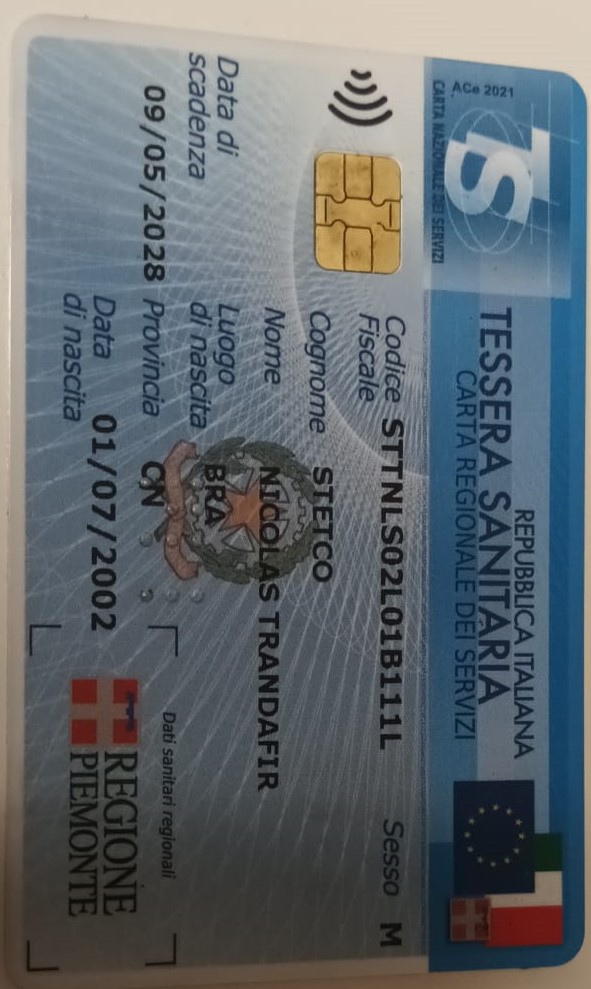 REPUBBLICA ITALIANA
TESSERA SANITARIA
CARTA REGIONALE DEI SERVIZI
ACe 2021
TS
CARTA NAZIONALE DEI SERVIZI
Codice Fiscale STTNLS02L01B111L Sesso M
Cognome STETCO
Nome NICOLAS TRANDAFIR
Luogo di nascita BRA
Provincia CN
Data di nascita 01/07/2002
Data di scadenza
09/05/2028
Dati sanitari regionali
REGIONE
PIEMONTE